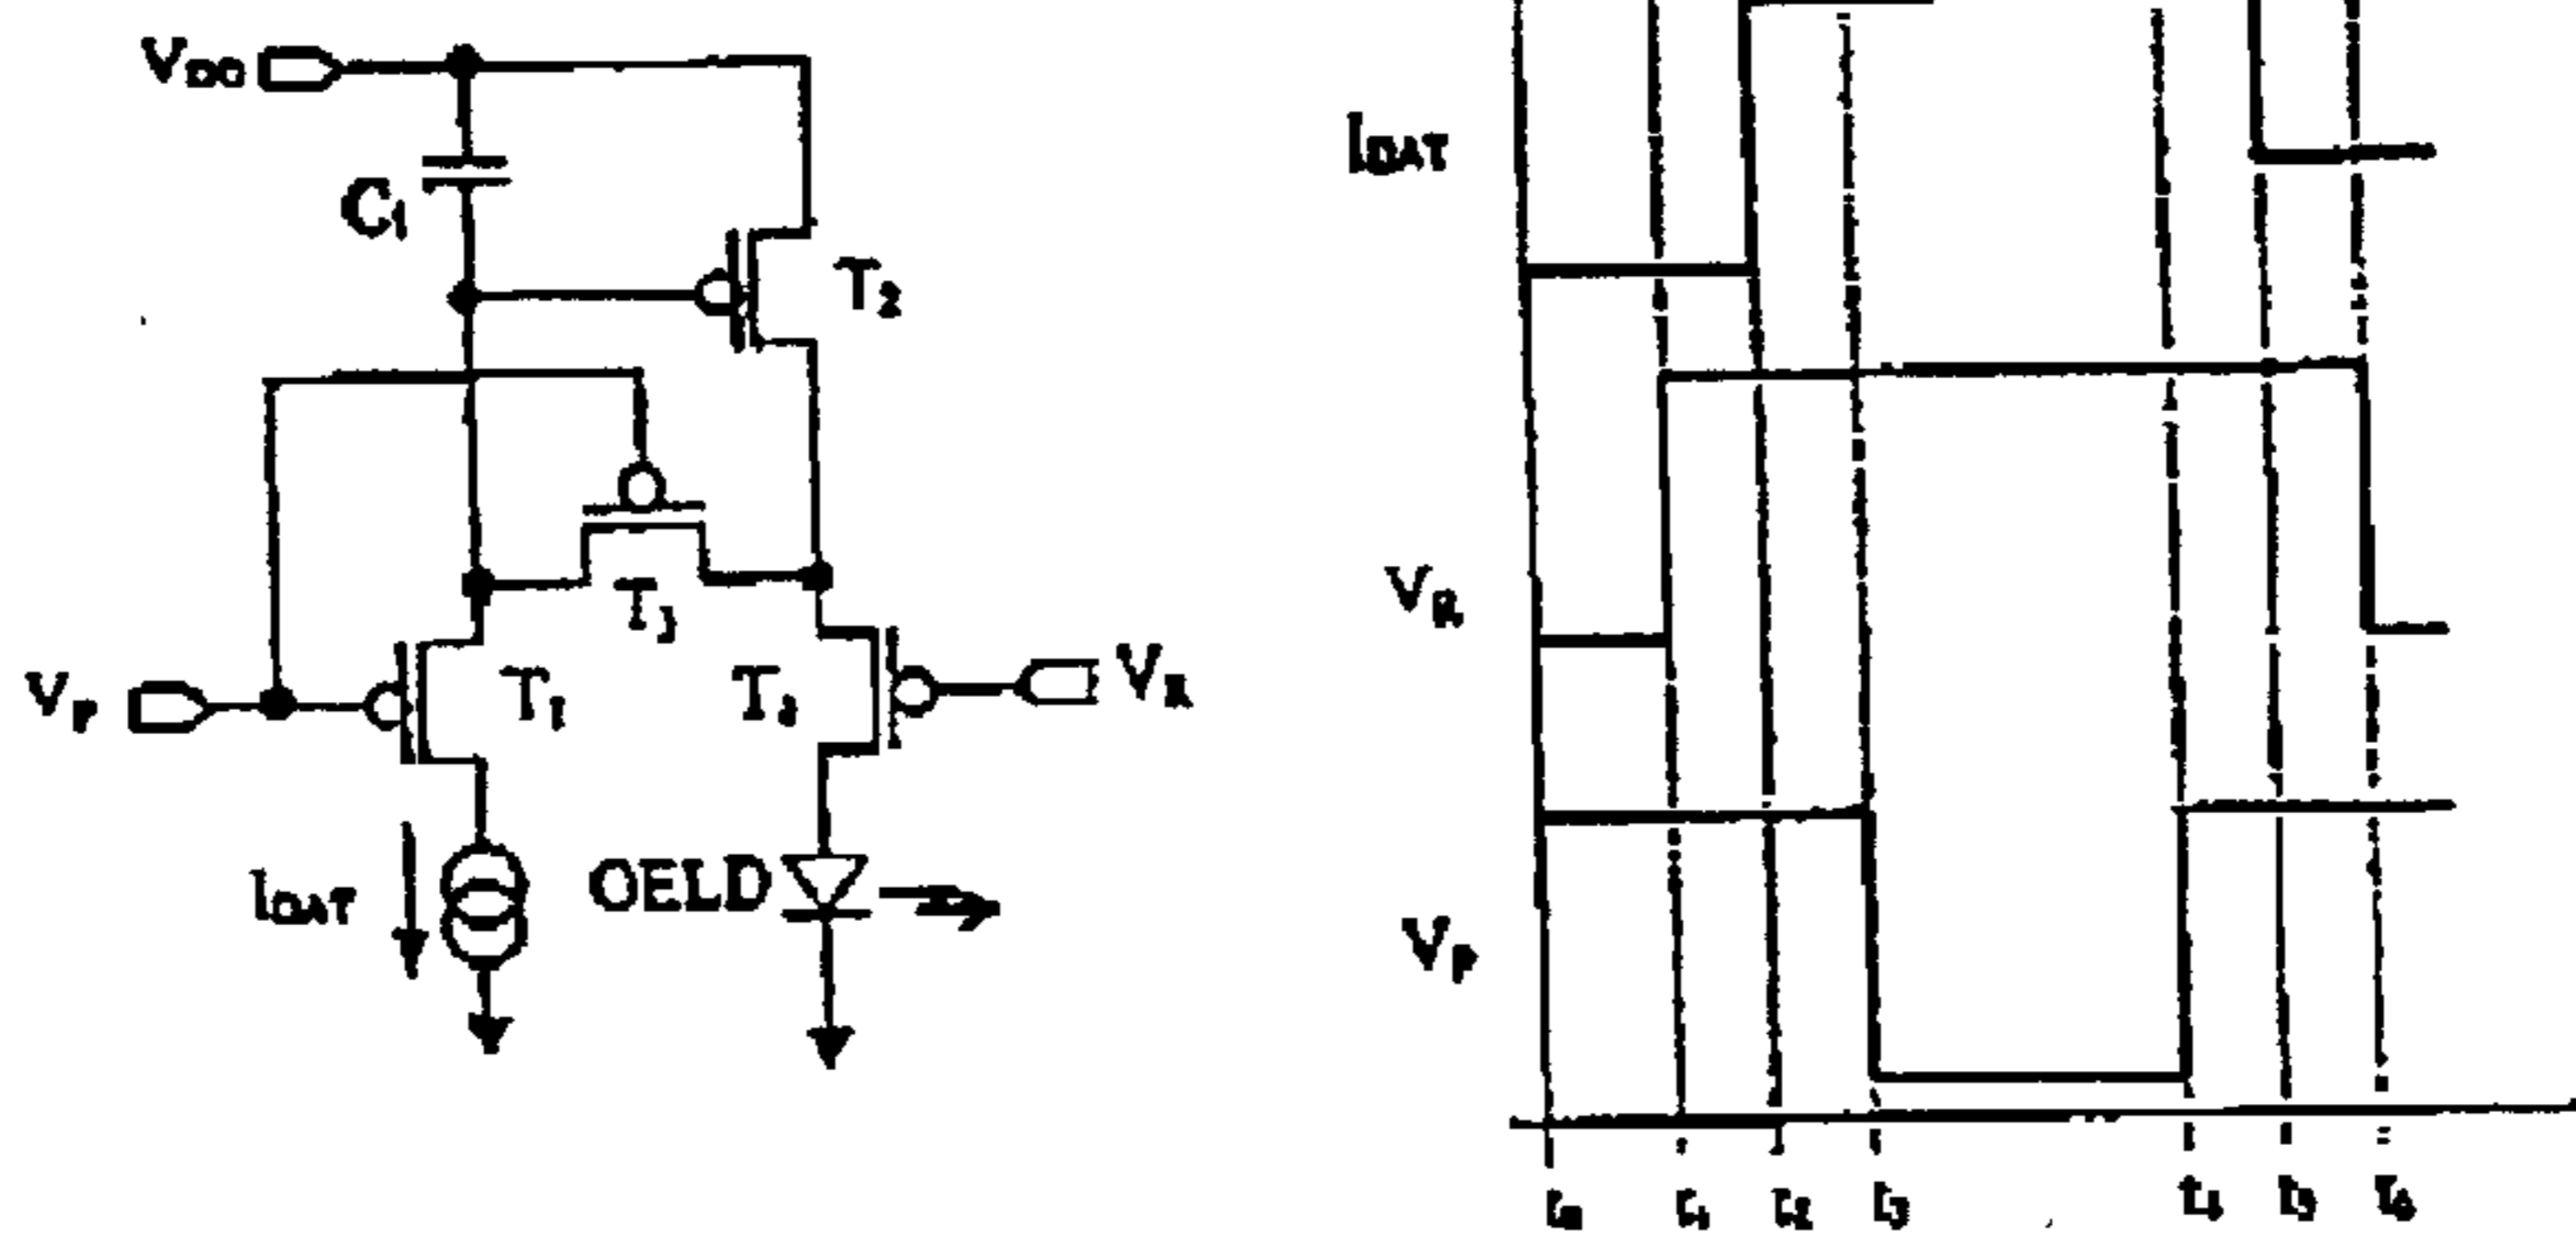 VDD
C1
T2
T3
VP
T1
T4
VR
IDAT
OELD
IDAT
VR
VP
t0 t1 t2 t3 t4 t5 t6